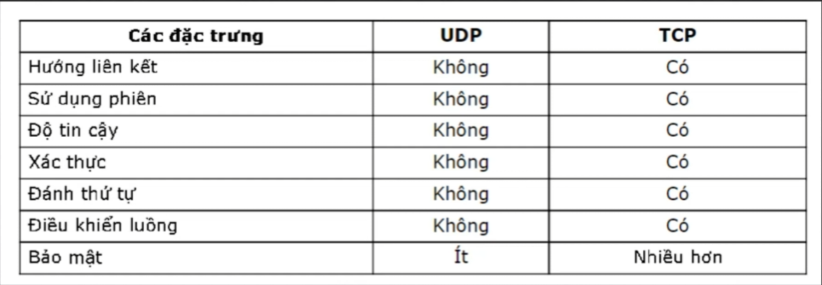 Các đặc trưng UDP TCP
Hướng liên kết Không Có
Sử dụng phiên Không Có
Độ tin cậy Không Có
Xác thực Không Có
Đánh thứ tự Không Có
Điều khiển luồng Không Có
Bảo mật Ít Nhiều hơn